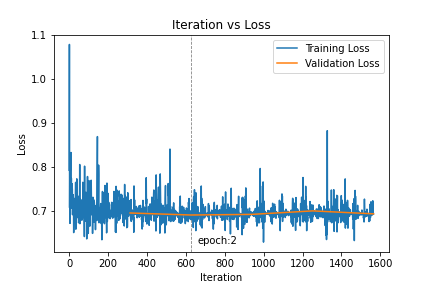 Iteration vs Loss
1.1
1.0
0.9
0.8
0.7
Loss
Training Loss
Validation Loss
epoch:2
0 200 400 600 800 1000 1200 1400 1600
Iteration